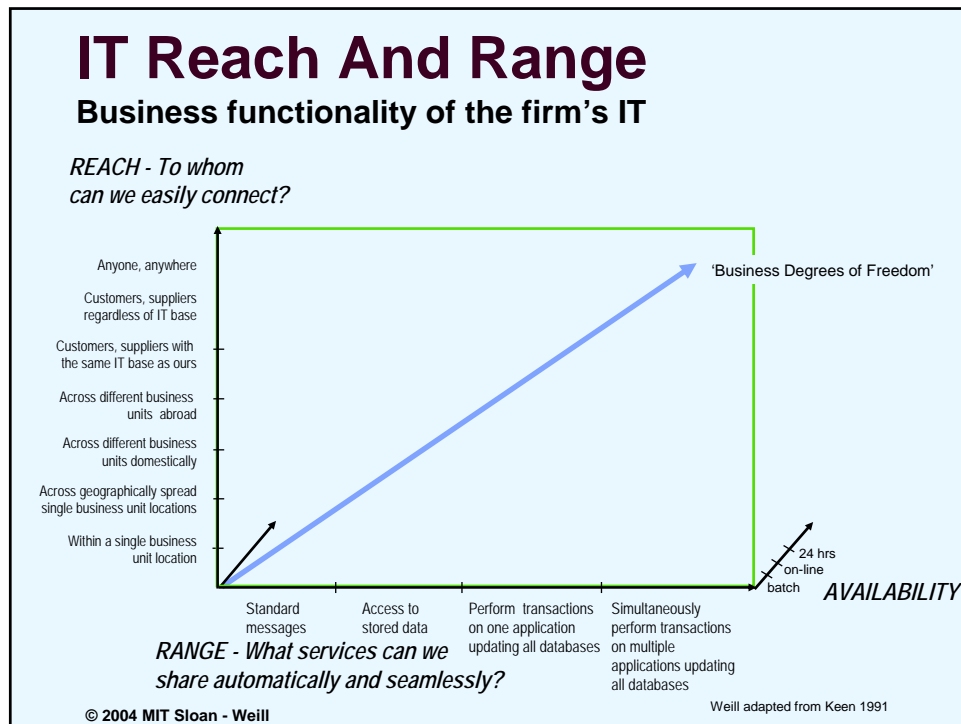 IT Reach And Range
Business functionality of the firm's IT
REACH - To whom
can we easily connect?
Anyone, anywhere
Customers, suppliers
regardless of IT base
Customers, suppliers with
the same IT base as ours
Across different business
units abroad
Across different business
units domestically
Across geographically spread
single business unit locations
Within a single business
unit location
‘Business Degrees of Freedom’
24 hrs
on-line
batch
AVAILABILITY
Standard
messages
Access to
stored data
Perform transactions
on one application
updating all databases
Simultaneously
perform transactions
on multiple
applications updating
all databases
RANGE - What services can we
share automatically and seamlessly?
© 2004 MIT Sloan - Weill
Weill adapted from Keen 1991